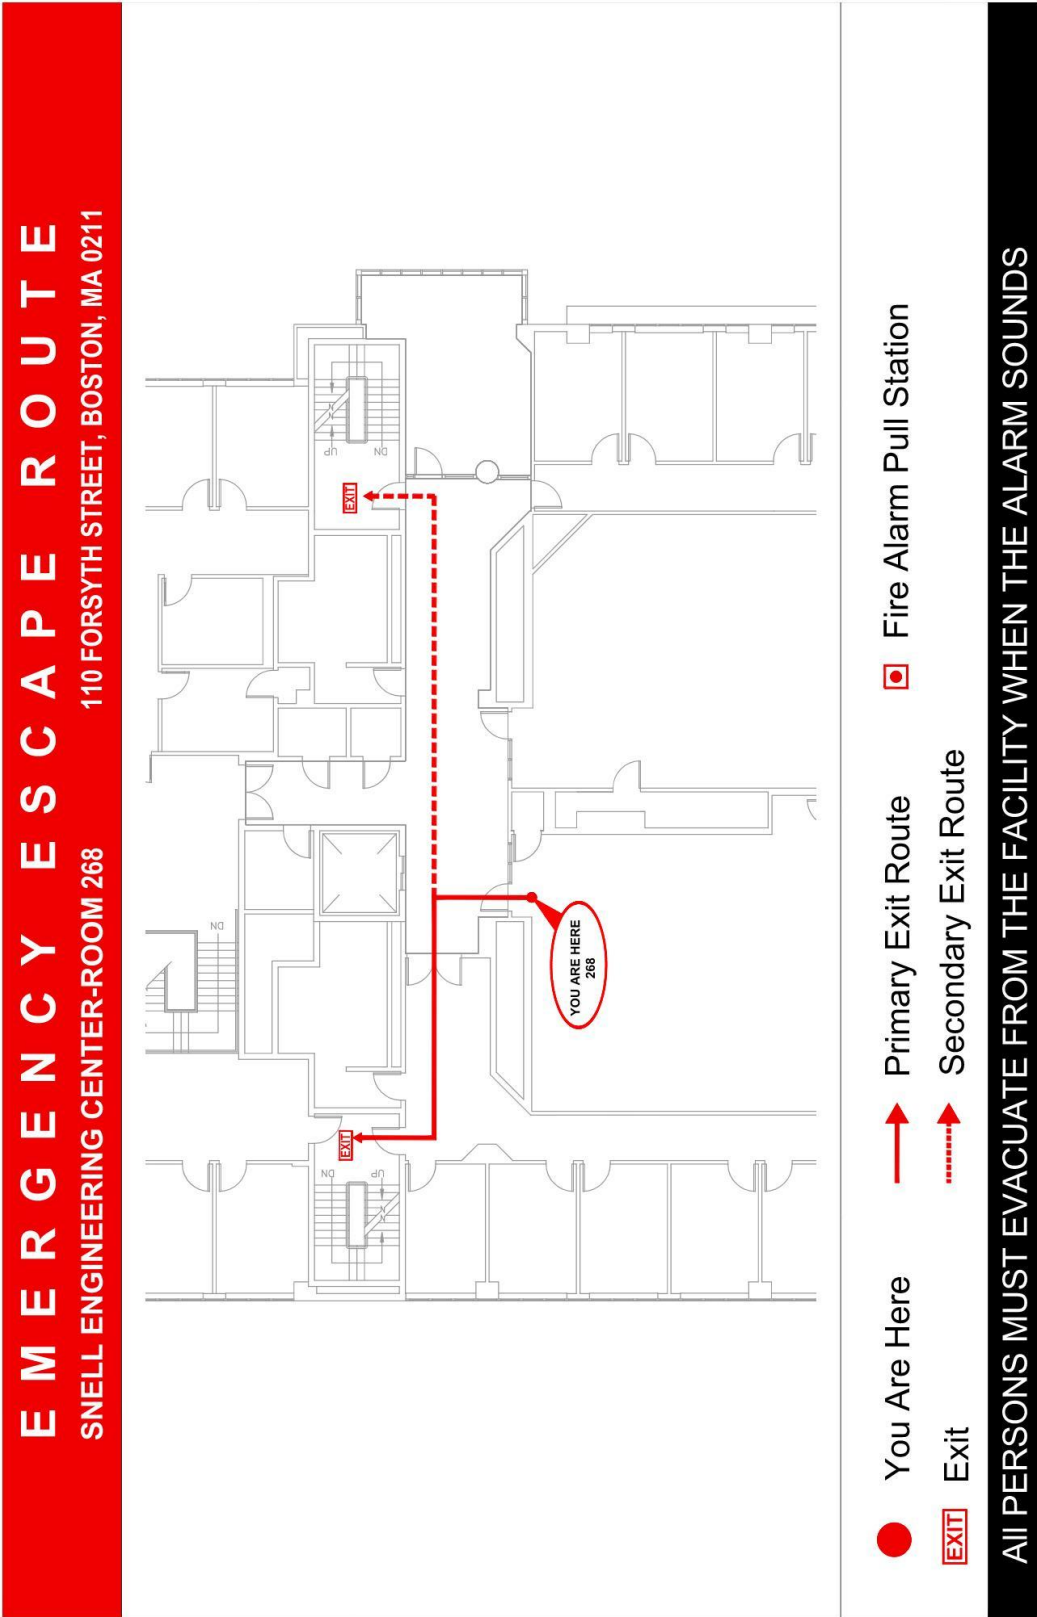 EMERGENCY ESCAPE ROUTE
SNELL ENGINEERING CENTER-ROOM 268
110 FORSYTH STREET, BOSTON, MA 0211
DN
UP
DN
UP
DN
EXIT
EXIT
YOU ARE HERE
268
You Are Here
Primary Exit Route
Fire Alarm Pull Station
EXIT
Exit
Secondary Exit Route
All PERSONS MUST EVACUATE FROM THE FACILITY WHEN THE ALARM SOUNDS